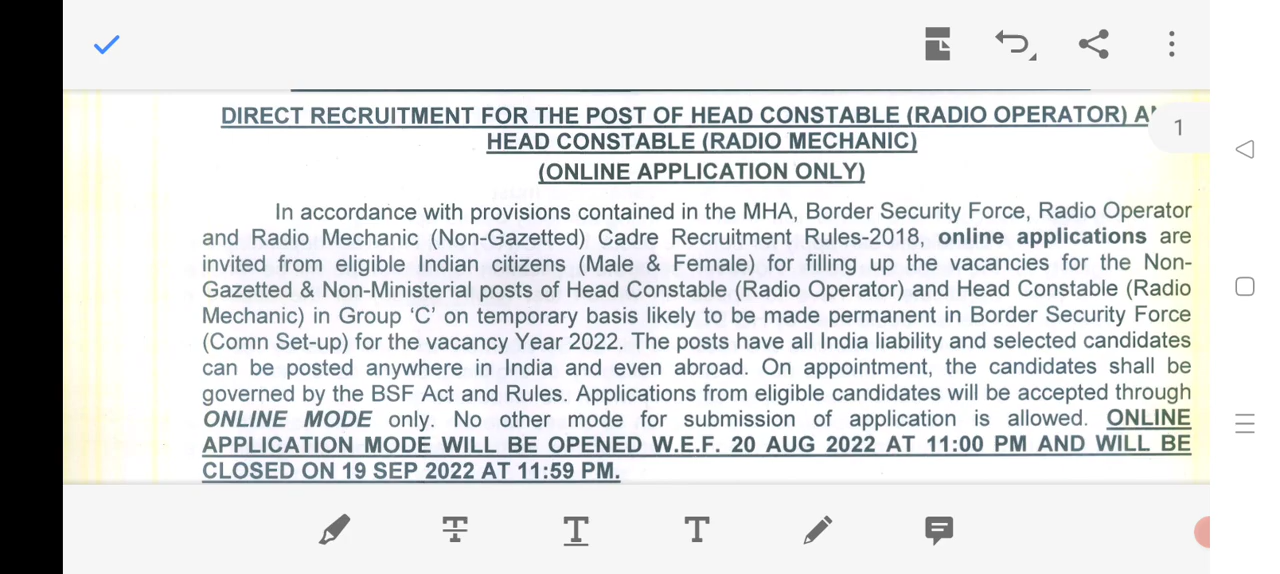 DIRECT RECRUITMENT FOR THE POST OF HEAD CONSTABLE (RADIO OPERATOR)
1
HEAD CONSTABLE (RADIO MECHANIC)
(ONLINE APPLICATION ONLY)
In accordance with provisions contained in the MHA, Border Security Force, Radio Operator
and Radio Mechanic (Non-Gazetted) Cadre Recruitment Rules-2018, online applications are
invited from eligible Indian citizens (Male & Female) for filling up the vacancies for the Non-
Gazetted & Non-Ministerial posts of Head Constable (Radio Operator) and Head Constable (Radio
Mechanic) in Group ‘C’ on temporary basis likely to be made permanent in Border Security Force
(Comn Set-up) for the vacancy Year 2022. The posts have all India liability and selected candidates
can be posted anywhere in India and even abroad. On appointment, the candidates shall be
governed by the BSF Act and Rules. Applications from eligible candidates will be accepted through
ONLINE MODE only. No other mode for submission of application is allowed. ONLINE
APPLICATION MODE WILL BE OPENED W.E.F. 20 AUG 2022 AT 11:00 PM AND WILL BE
CLOSED ON 19 SEP 2022 AT 11:59 PM.
T T T